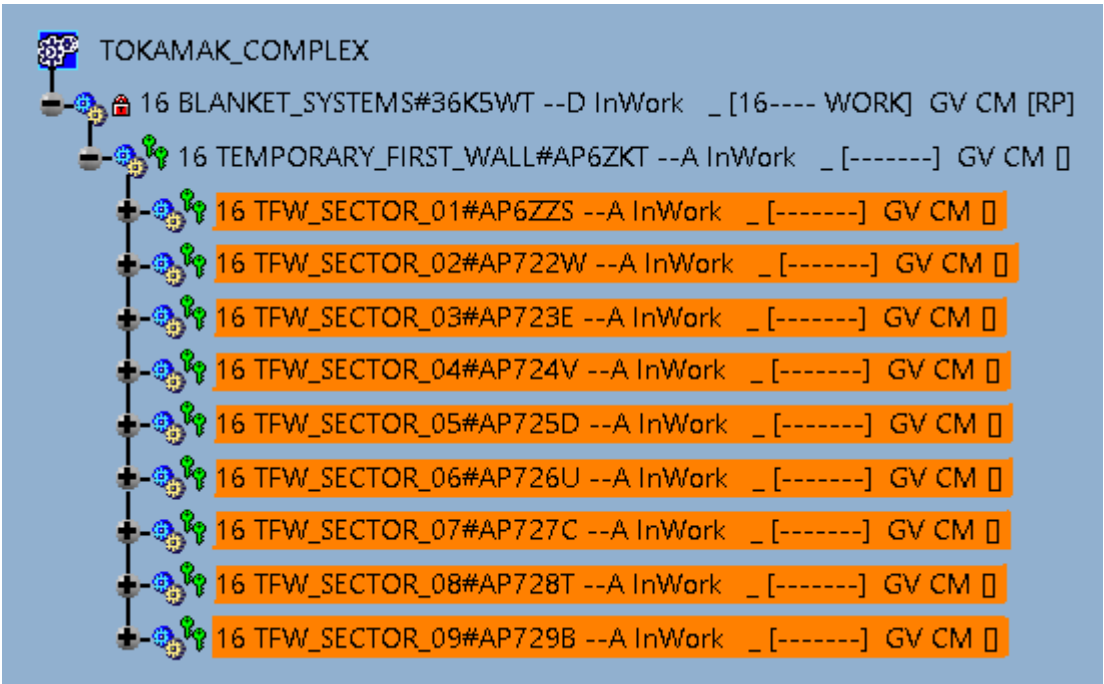 TOKAMAK_COMPLEX
16 BLANKET_SYSTEMS#36K5WT --D InWork _ [16---- WORK] GV CM [RP]
16 TEMPORARY_FIRST_WALL#AP6ZKT --A InWork _ [-------] GV CM []
16 TFW_SECTOR_01#AP6ZZS --A InWork _ [-------] GV CM []
16 TFW_SECTOR_02#AP722W --A InWork _ [-------] GV CM []
16 TFW_SECTOR_03#AP723E --A InWork _ [-------] GV CM []
16 TFW_SECTOR_04#AP724V --A InWork _ [-------] GV CM []
16 TFW_SECTOR_05#AP725D --A InWork _ [-------] GV CM []
16 TFW_SECTOR_06#AP726U --A InWork _ [-------] GV CM []
16 TFW_SECTOR_07#AP727C --A InWork _ [-------] GV CM []
16 TFW_SECTOR_08#AP728T --A InWork _ [-------] GV CM []
16 TFW_SECTOR_09#AP729B --A InWork _ [-------] GV CM []